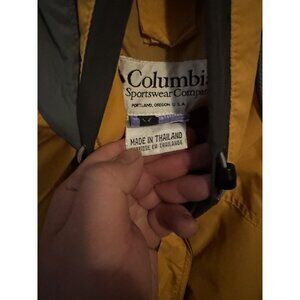 Columbia
Sportswear Company
PORTLAND, OREGON U.S.A.
MADE IN THAILAND